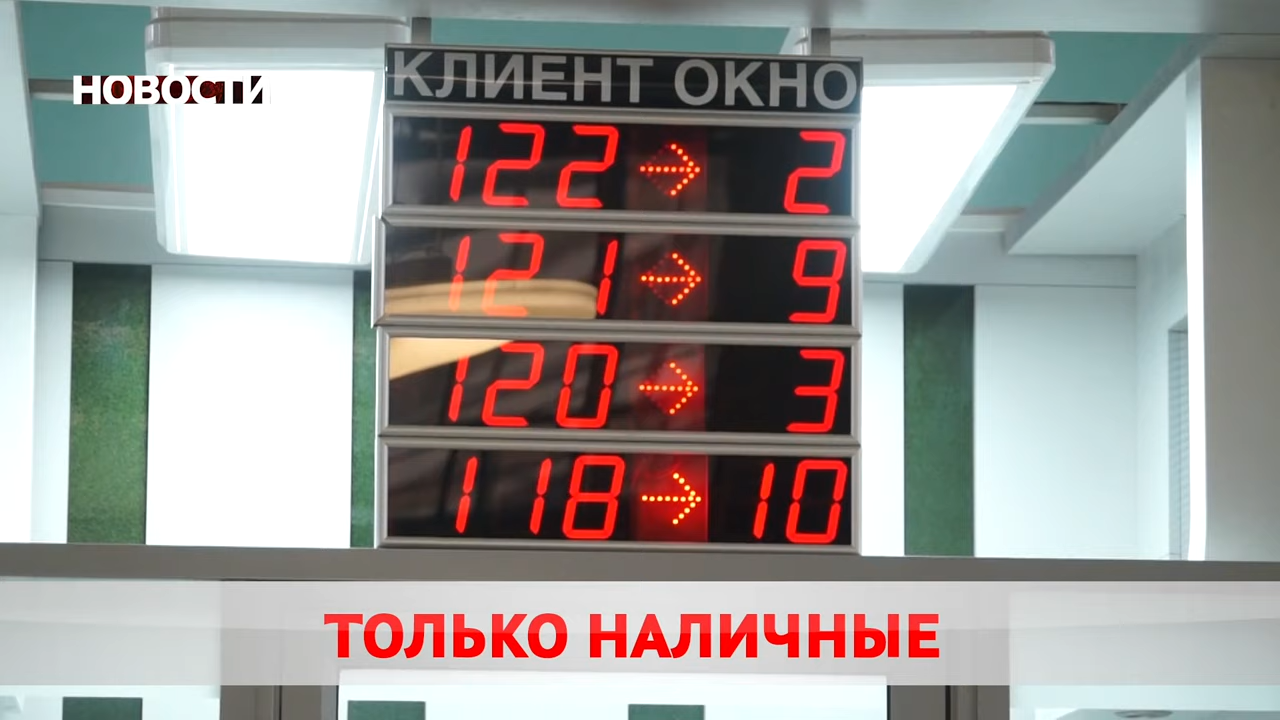 НОВОСТИ
КЛИЕНТ ОКНО
122 → 2
121 → 9
120 → 3
118 → 10
ТОЛЬКО НАЛИЧНЫЕ